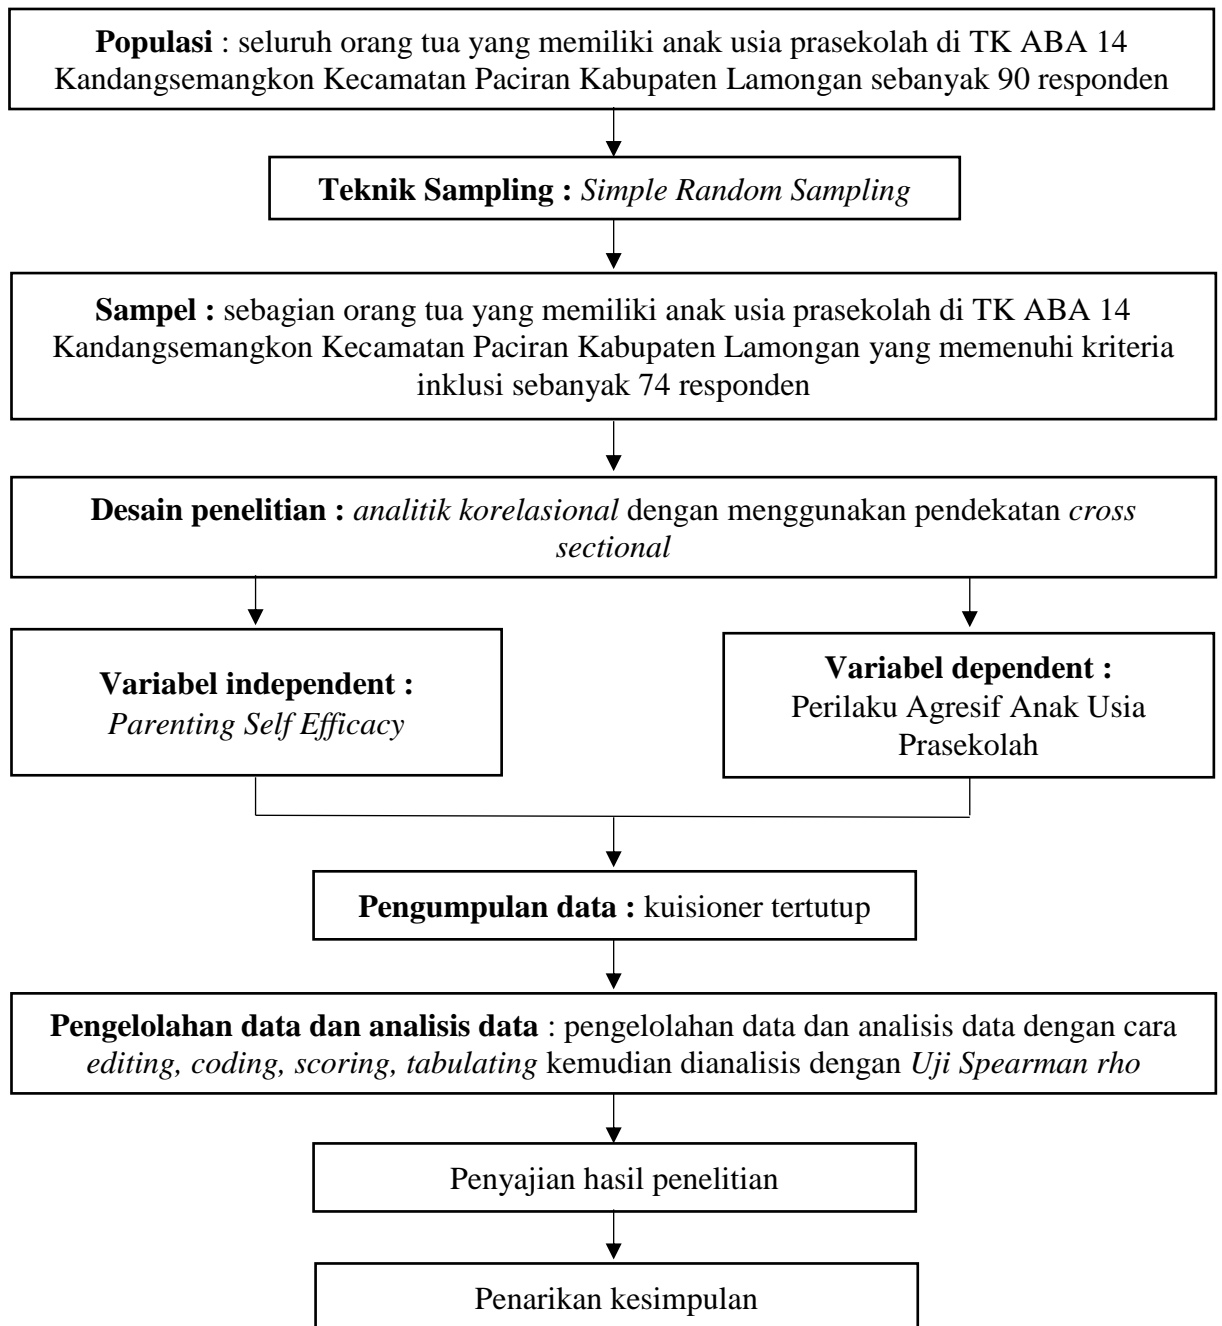 Populasi : seluruh orang tua yang memiliki anak usia prasekolah di TK ABA 14
Kandangsemangkon Kecamatan Paciran Kabupaten Lamongan sebanyak 90 responden
Teknik Sampling : Simple Random Sampling
Sampel : sebagian orang tua yang memiliki anak usia prasekolah di TK ABA 14
Kandangsemangkon Kecamatan Paciran Kabupaten Lamongan yang memenuhi kriteria
inklusi sebanyak 74 responden
Desain penelitian : analitik korelasional dengan menggunakan pendekatan cross
sectional
Variabel independent :
Parenting Self Efficacy
Variabel dependent :
Perilaku Agresif Anak Usia
Prasekolah
Pengumpulan data : kuisioner tertutup
Pengelolahan data dan analisis data : pengelolahan data dan analisis data dengan cara
editing, coding, scoring, tabulating kemudian dianalisis dengan Uji Spearman rho
Penyajian hasil penelitian
Penarikan kesimpulan